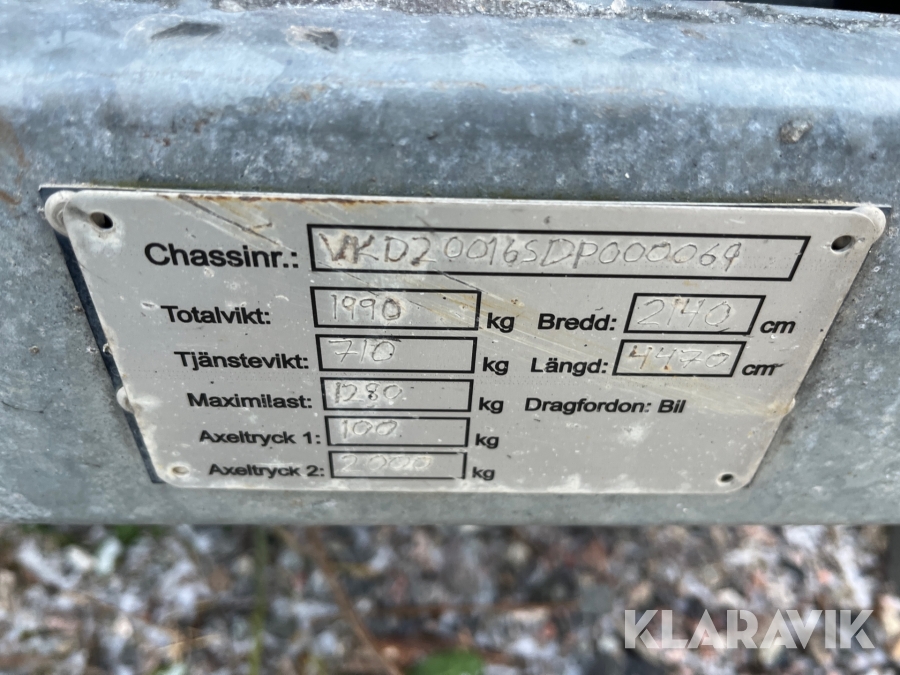 Chassinr.: VKD20016SDP000069
Totalvikt: 1990 kg Bredd: 2140 cm
Tjänstevikt: 710 kg Längd: 4470 cm
Maximilast: 1280 kg Dragfordon: Bil
Axeltryck 1: 100 kg
Axeltryck 2: 2000 kg
KLARAVIK